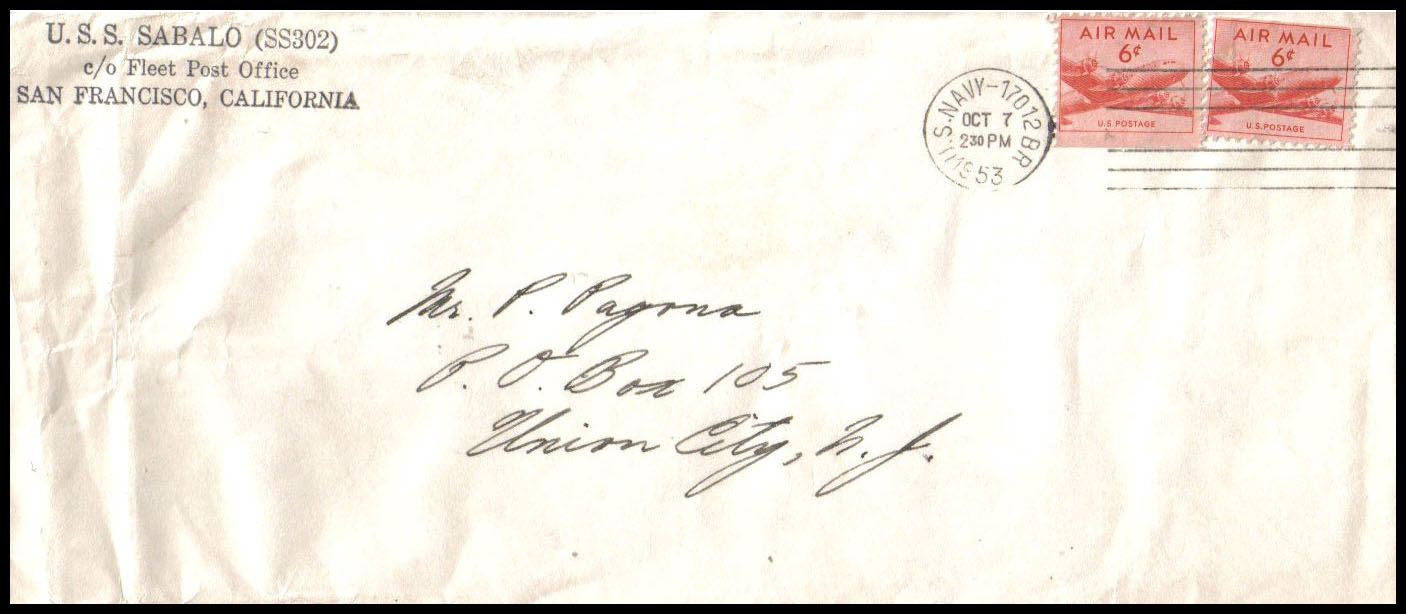 U. S. S. SABALO (SS302)
c/o Fleet Post Office
SAN FRANCISCO, CALIFORNIA
AIR MAIL
6¢
U.S. POSTAGE
AIR MAIL
6¢
U.S. POSTAGE
U.S. NAVY-17012 BR.
OCT 7
230 PM
1953
Mr. P. Pagona
P. O. Box 105
Union City, N. J.